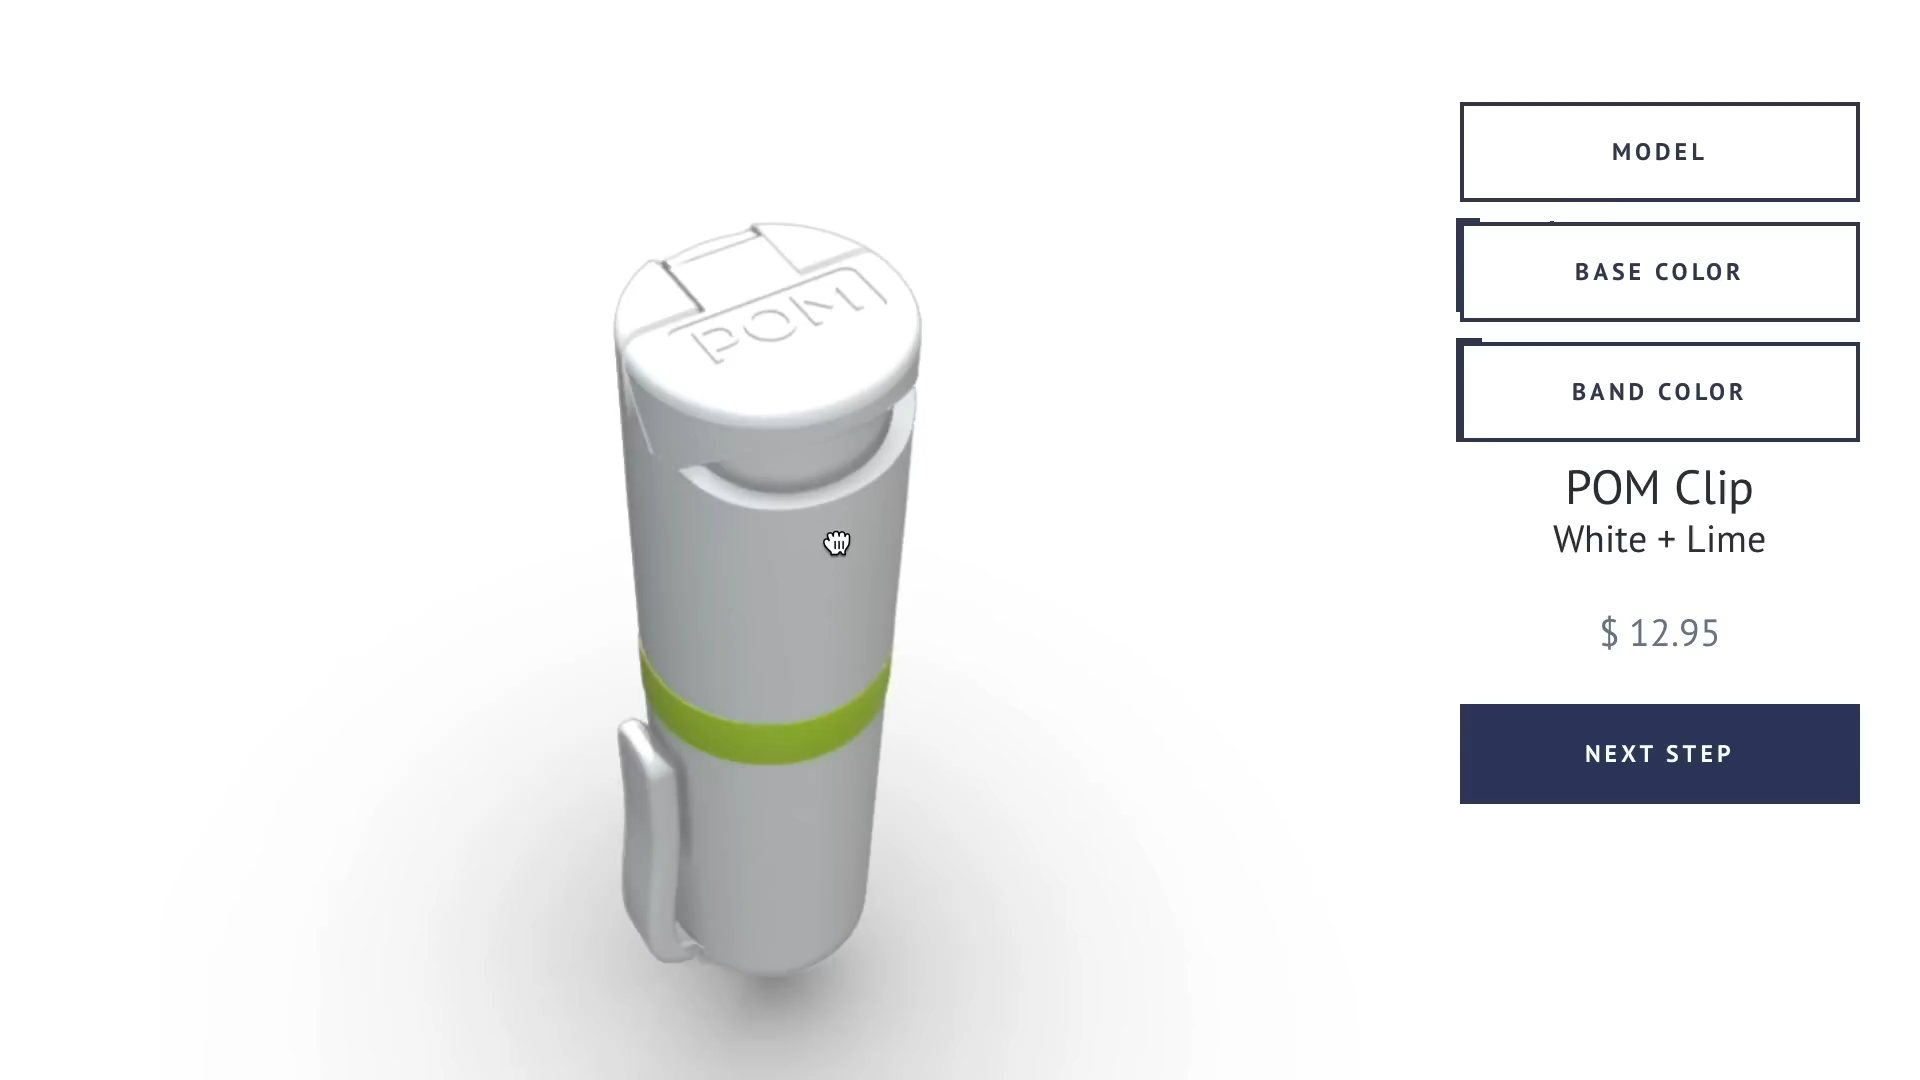 POM
MODEL
BASE COLOR
BAND COLOR
POM Clip
White + Lime
$ 12.95
NEXT STEP